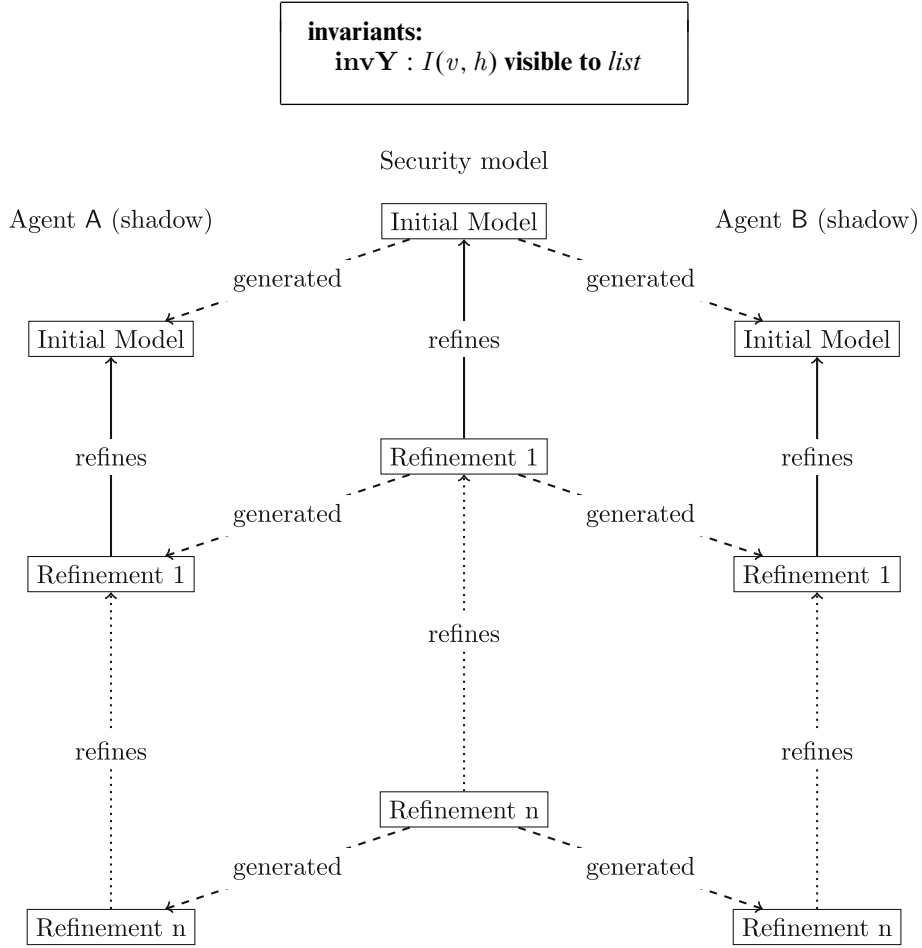 invariants:
invY : I(v, h) visible to list
Security model
Agent A (shadow)
Initial Model
Agent B (shadow)
generated
generated
Initial Model
refines
Initial Model
refines
Refinement 1
refines
generated
generated
Refinement 1
Refinement 1
refines
refines
refines
Refinement n
generated
generated
Refinement n
Refinement n